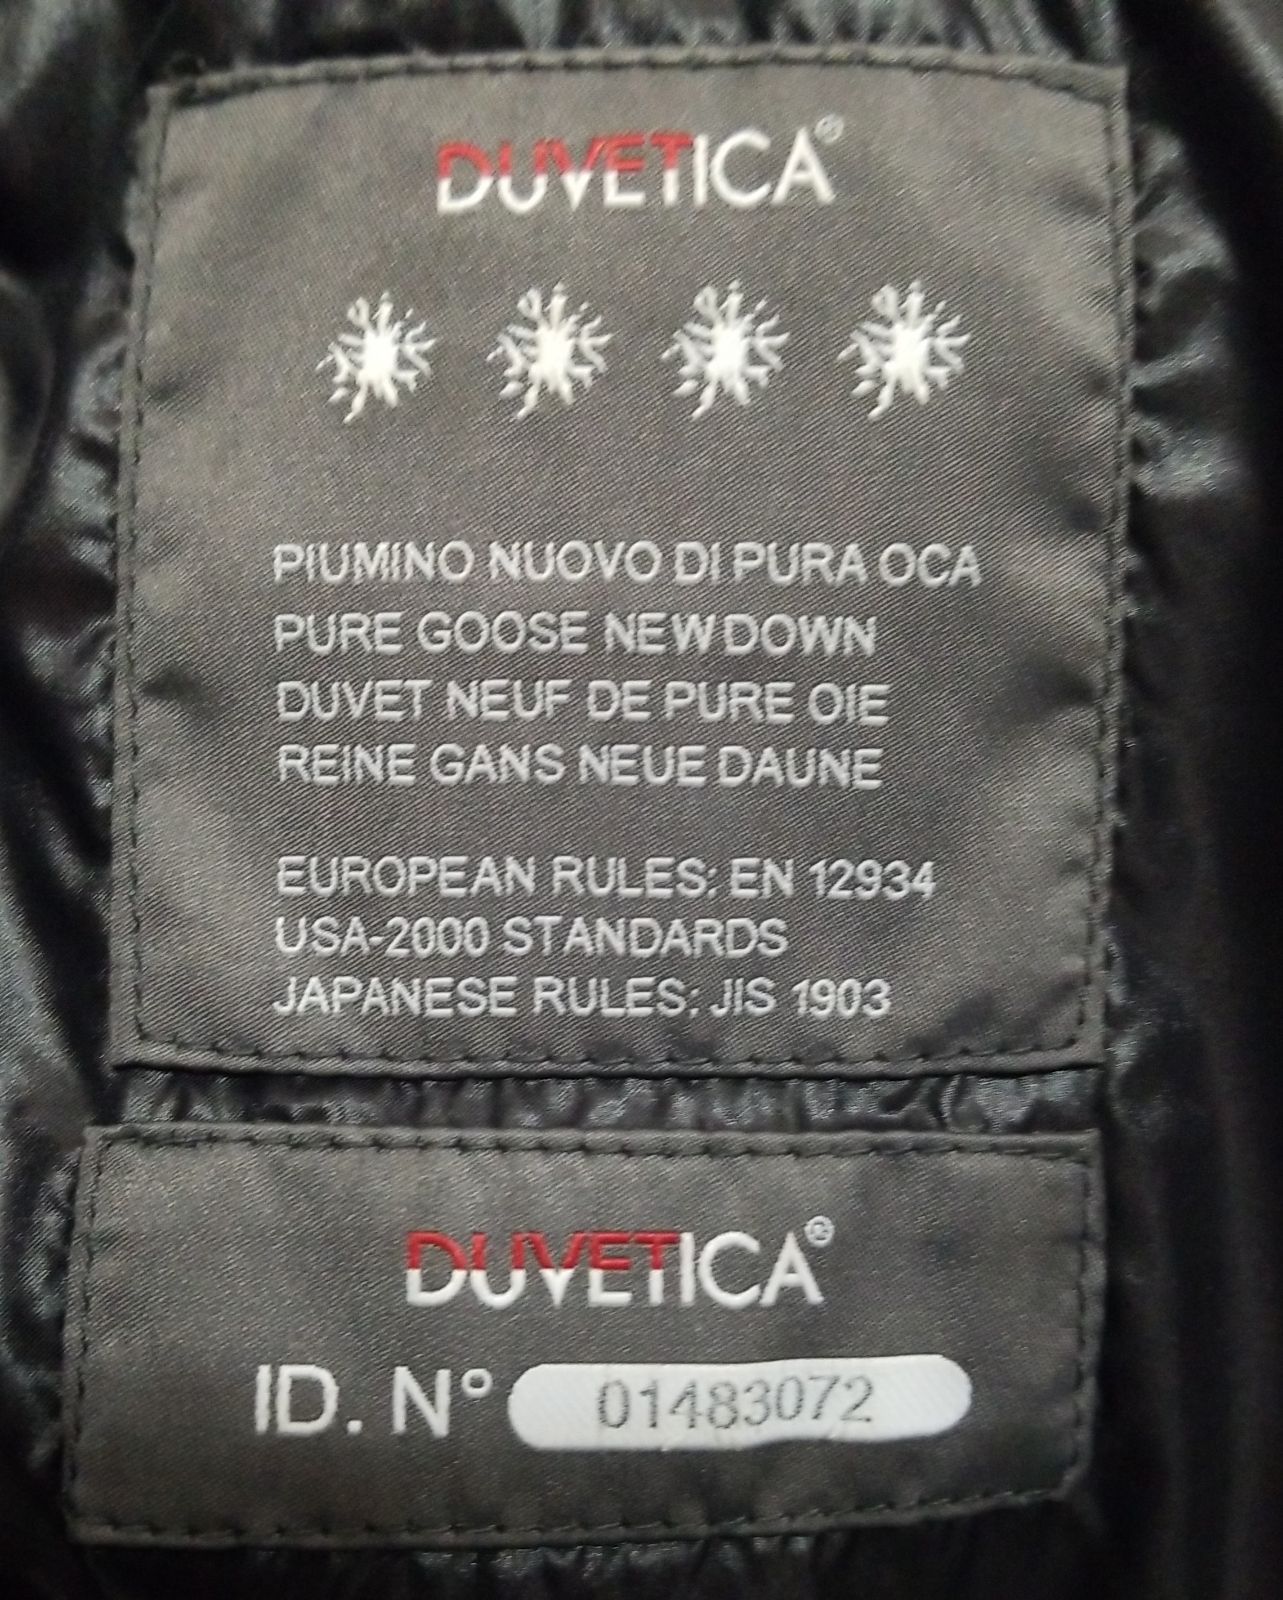 DUVETICA®
PIUMINO NUOVO DI PURA OCA
PURE GOOSE NEW DOWN
DUVET NEUF DE PURE OIE
REINE GANS NEUE DAUNE
EUROPEAN RULES: EN 12934
USA-2000 STANDARDS
JAPANESE RULES: JIS 1903
DUVETICA®
ID. N° 01483072